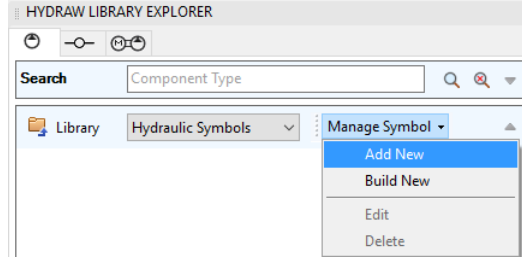 HYDRAW LIBRARY EXPLORER
M
Search Component Type
Library Hydraulic Symbols Manage Symbol
Add New
Build New
Edit
Delete